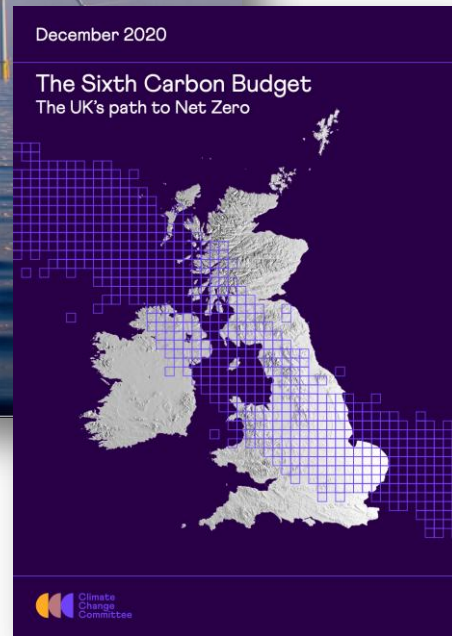 December 2020
The Sixth Carbon Budget
The UK's path to Net Zero
Climate
Change
Committee